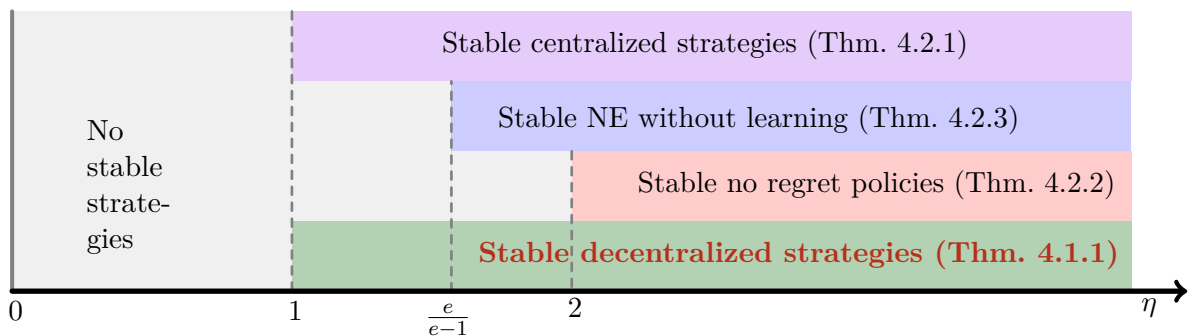 Stable centralized strategies (Thm. 4.2.1)
Stable NE without learning (Thm. 4.2.3)
No
stable
strate-
gies
Stable no regret policies (Thm. 4.2.2)
Stable decentralized strategies (Thm. 4.1.1)
0 1 e/(e−1) 2 η